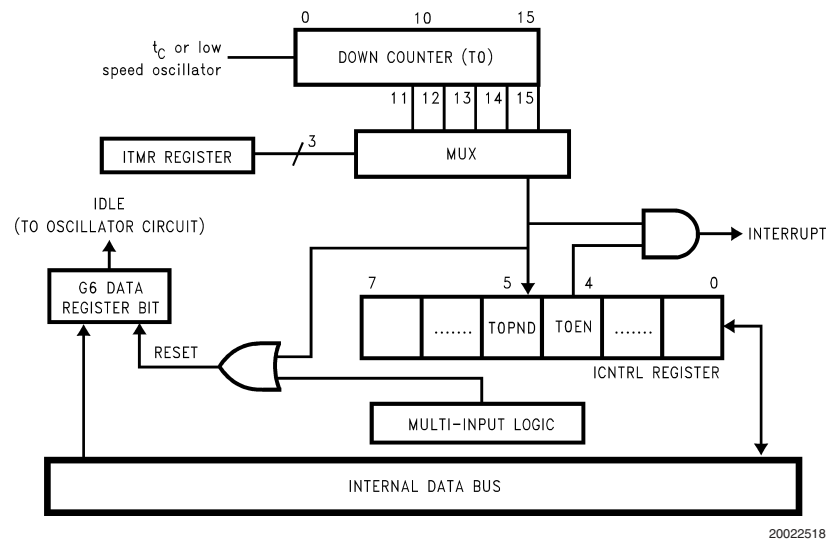 0 10 15
t_C or low
speed oscillator
DOWN COUNTER (T0)
11 12 13 14 15
ITMR REGISTER
3
MUX
IDLE
(TO OSCILLATOR CIRCUIT)
INTERRUPT
G6 DATA
REGISTER BIT
7 5 4 0
....... T0PND T0EN .......
RESET
ICNTRL REGISTER
MULTI-INPUT LOGIC
INTERNAL DATA BUS
20022518